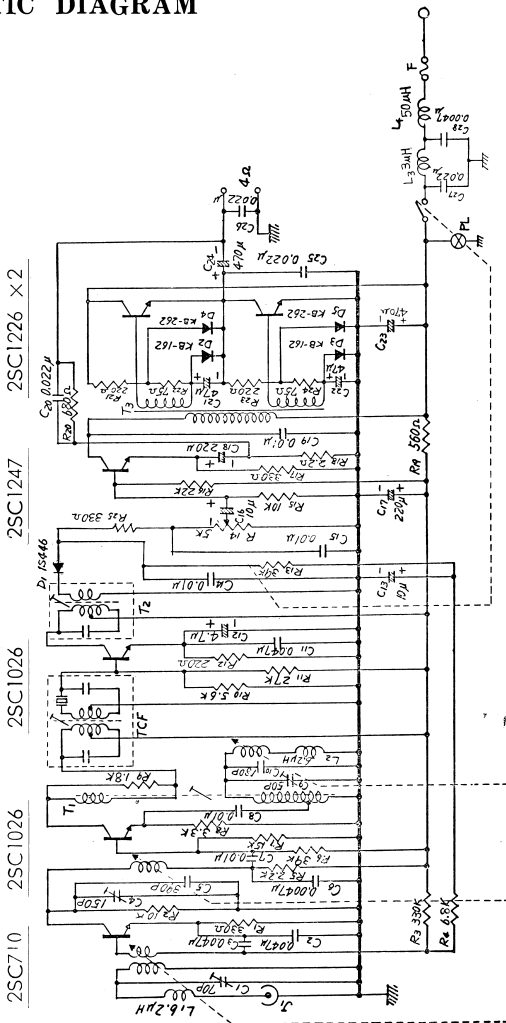 TIC DIAGRAM
F
L4 50μH
C28 0.0047μ
L3 3μH
C27 0.022μ
PL
4Ω
C26 0.022μ
C24 470μ
C25 0.022μ
2SC1226 ×2
D4 KB-262
D2 KB-162
D5 KB-262
D3 KB-162
C23 470μ
C20 0.022μ
R20 680Ω
R21 220Ω
R22 75Ω
C21 47μ
R23 220Ω
R24 75Ω
C22 47μ
T3
2SC1247
C18 220μ
C19 0.01μ
R18 2.2Ω
R17 330Ω
R16 22K
C16 10μ
R15 10K
R19 560Ω
C17 220μ
R25 330Ω
R14 5K
C15 0.01μ
D1 1S446
T2
C14 0.01μ
R13 39K
C13 10μ
2SC1026
C12 4.7μ
C11 0.047μ
R12 220Ω
R11 27K
R10 5.6K
TCF
R9 1.8K
T1
L2 6.2μH
C10 130P
C9 50P
2SC1026
C8 0.01μ
R8 3.3K
R7 15K
C7 0.01μ
R6 39K
R5 2.2K
C6 0.0047μ
C5 390P
C4 150P
R2 10K
2SC710
R1 330Ω
C3 0.047μ
C2 0.047μ
R3 330K
R4 6.8K
C1 70P
L1 6.2μH
J1